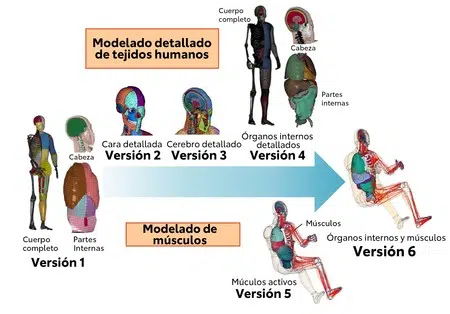 Modelado detallado
de tejidos humanos
Cuerpo
completo
Cabeza
Partes
internas
Cara detallada
Versión 2
Cerebro detallado
Versión 3
Órganos internos
detallados
Versión 4
Cabeza
Cuerpo
completo
Partes
Internas
Versión 1
Modelado de
músculos
Músculos
Múculos activos
Versión 5
Órganos internos y músculos
Versión 6